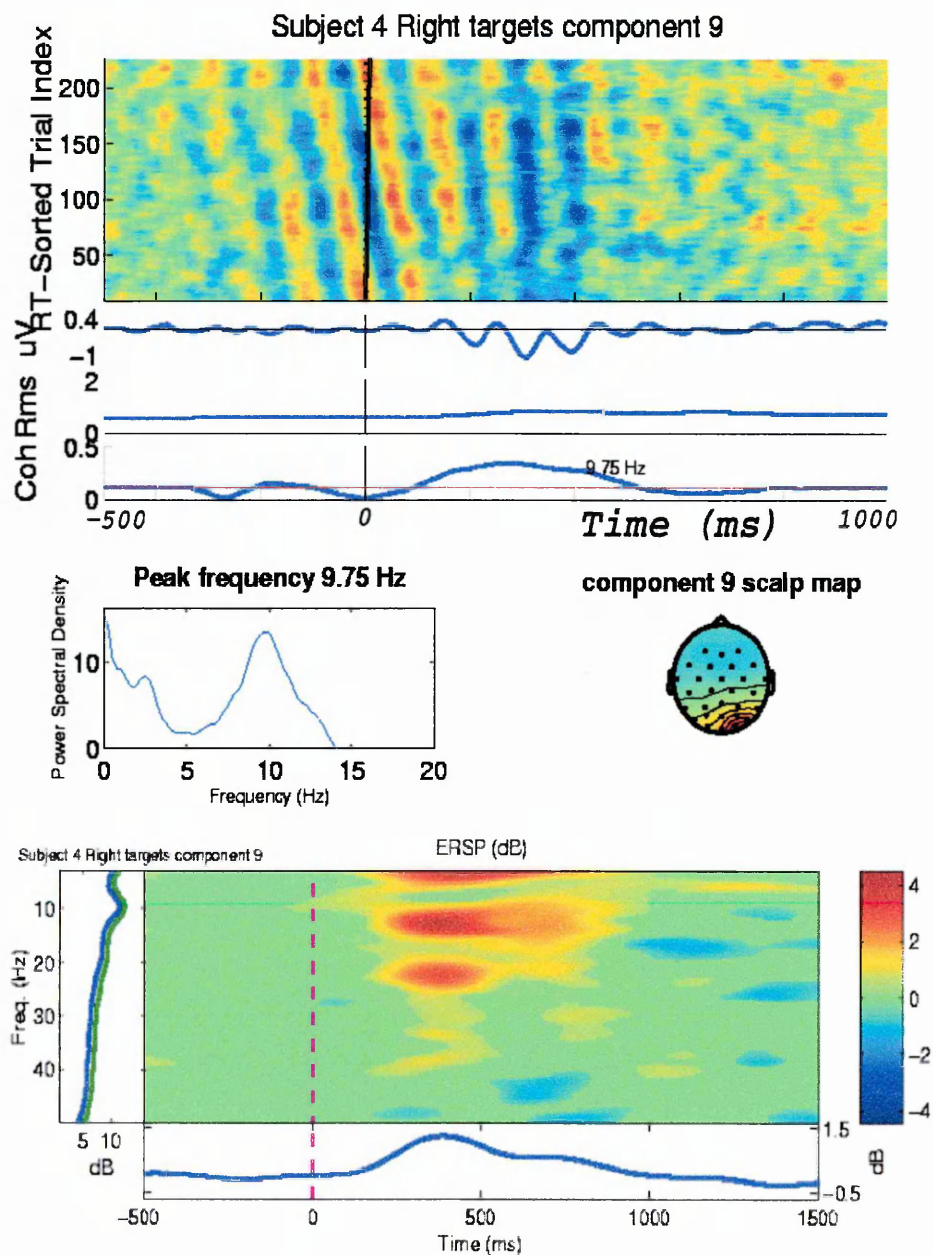 Subject 4 Right targets component 9
RT-Sorted Trial Index
200
150
100
50
uV
0.4
-1
Rms
2
0
Coh
0.5
0
9.75 Hz
-500
0
1000
Time (ms)
Peak frequency 9.75 Hz
Power Spectral Density
10
0
0
5
10
15
20
Frequency (Hz)
component 9 scalp map
Subject 4 Right targets component 9
ERSP (dB)
Freq. (Hz)
10
20
30
40
5
10
dB
4
2
0
-2
-4
dB
1.5
-0.5
-500
0
500
1000
1500
Time (ms)